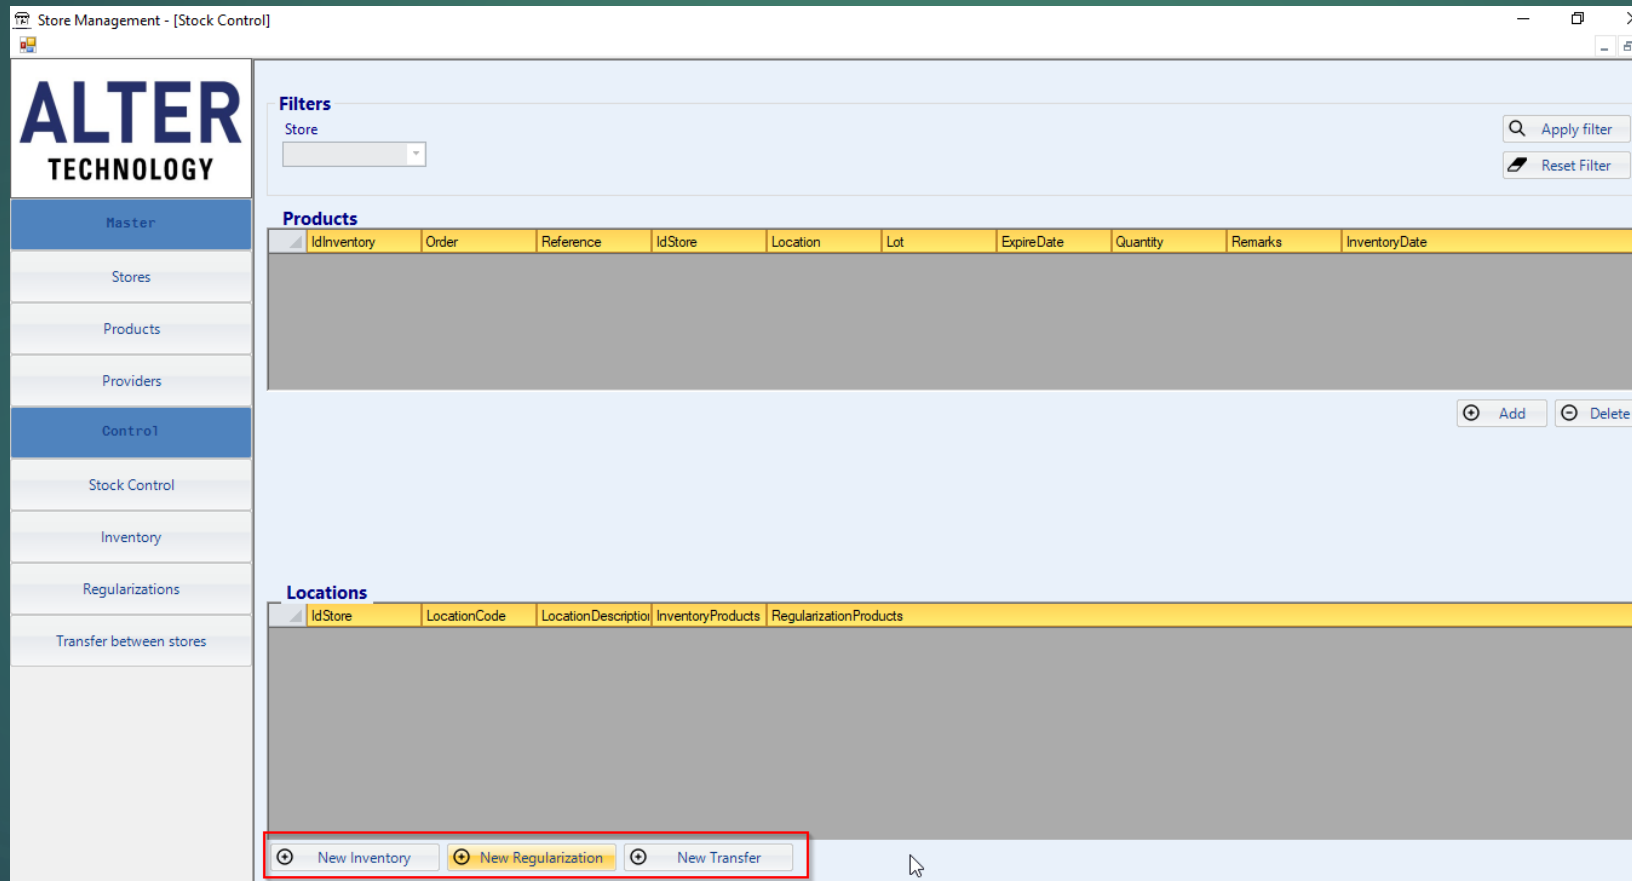 Store Management - [Stock Control]
ALTER
TECHNOLOGY
Master
Stores
Products
Providers
Control
Stock Control
Inventory
Regularizations
Transfer between stores
Filters
Store
Apply filter
Reset Filter
Products
IdInventory Order Reference IdStore Location Lot ExpireDate Quantity Remarks InventoryDate
Add Delete
Locations
IdStore LocationCode LocationDescription InventoryProducts RegularizationProducts
New Inventory New Regularization New Transfer